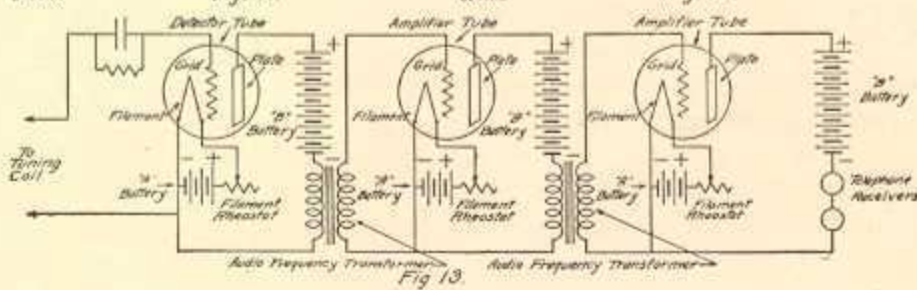 Detector Tube
Amplifier Tube
Amplifier Tube
+
+
+
Grid
Plate
Grid
Plate
Grid
Plate
"B"
Battery
"B"
Battery
"B"
Battery
Filament
Filament
Filament
To
Tuning
Coil
- +
- +
- +
-
-
-
"A"
Battery
"A"
Battery
"A"
Battery
Filament
Rheostat
Filament
Rheostat
Filament
Rheostat
Telephone
Receivers
Audio Frequency Transformer
Audio Frequency Transformer
Fig 13.